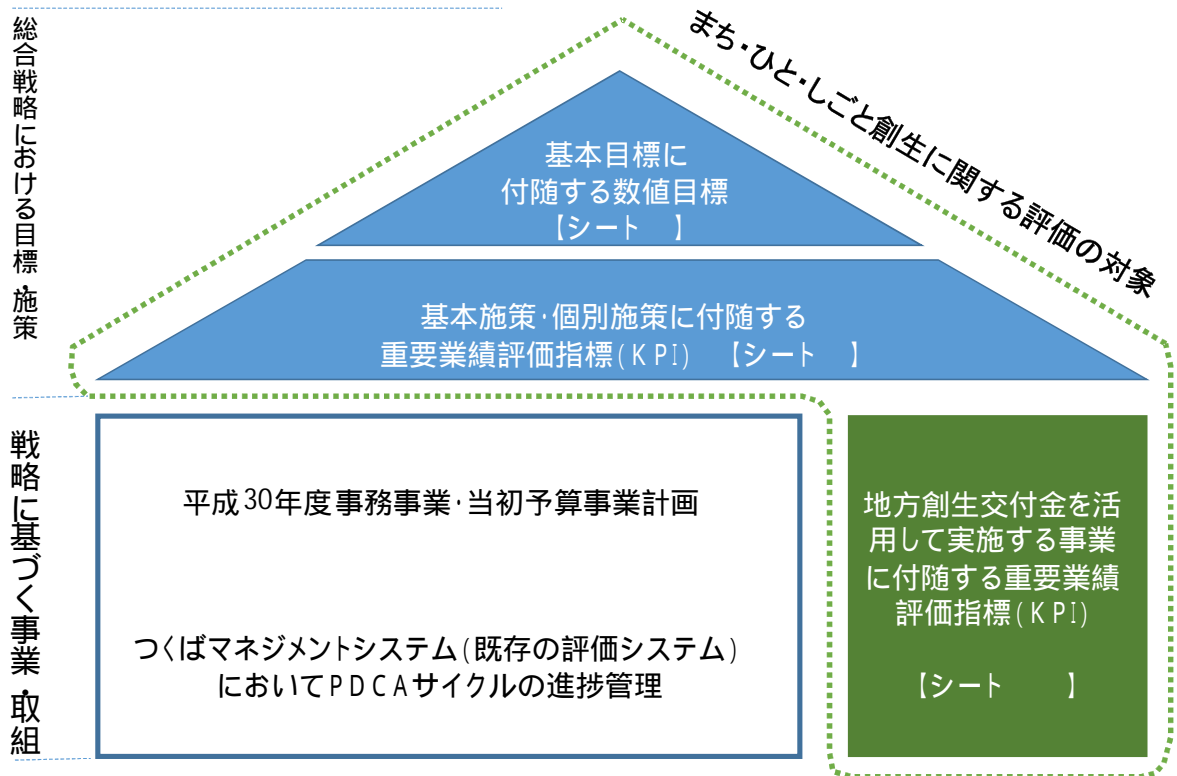 総合戦略における目標・施策
まち・ひと・しごと創生に関する評価の対象
基本目標に
付随する数値目標
【シート　】
基本施策・個別施策に付随する
重要業績評価指標(KPI)　【シート　】
戦略に基づく事業・取組
平成30年度事務事業・当初予算事業計画
つくばマネジメントシステム(既存の評価システム)
においてPDCAサイクルの進捗管理
地方創生交付金を活
用して実施する事業
に付随する重要業績
評価指標(KPI)
【シート　】